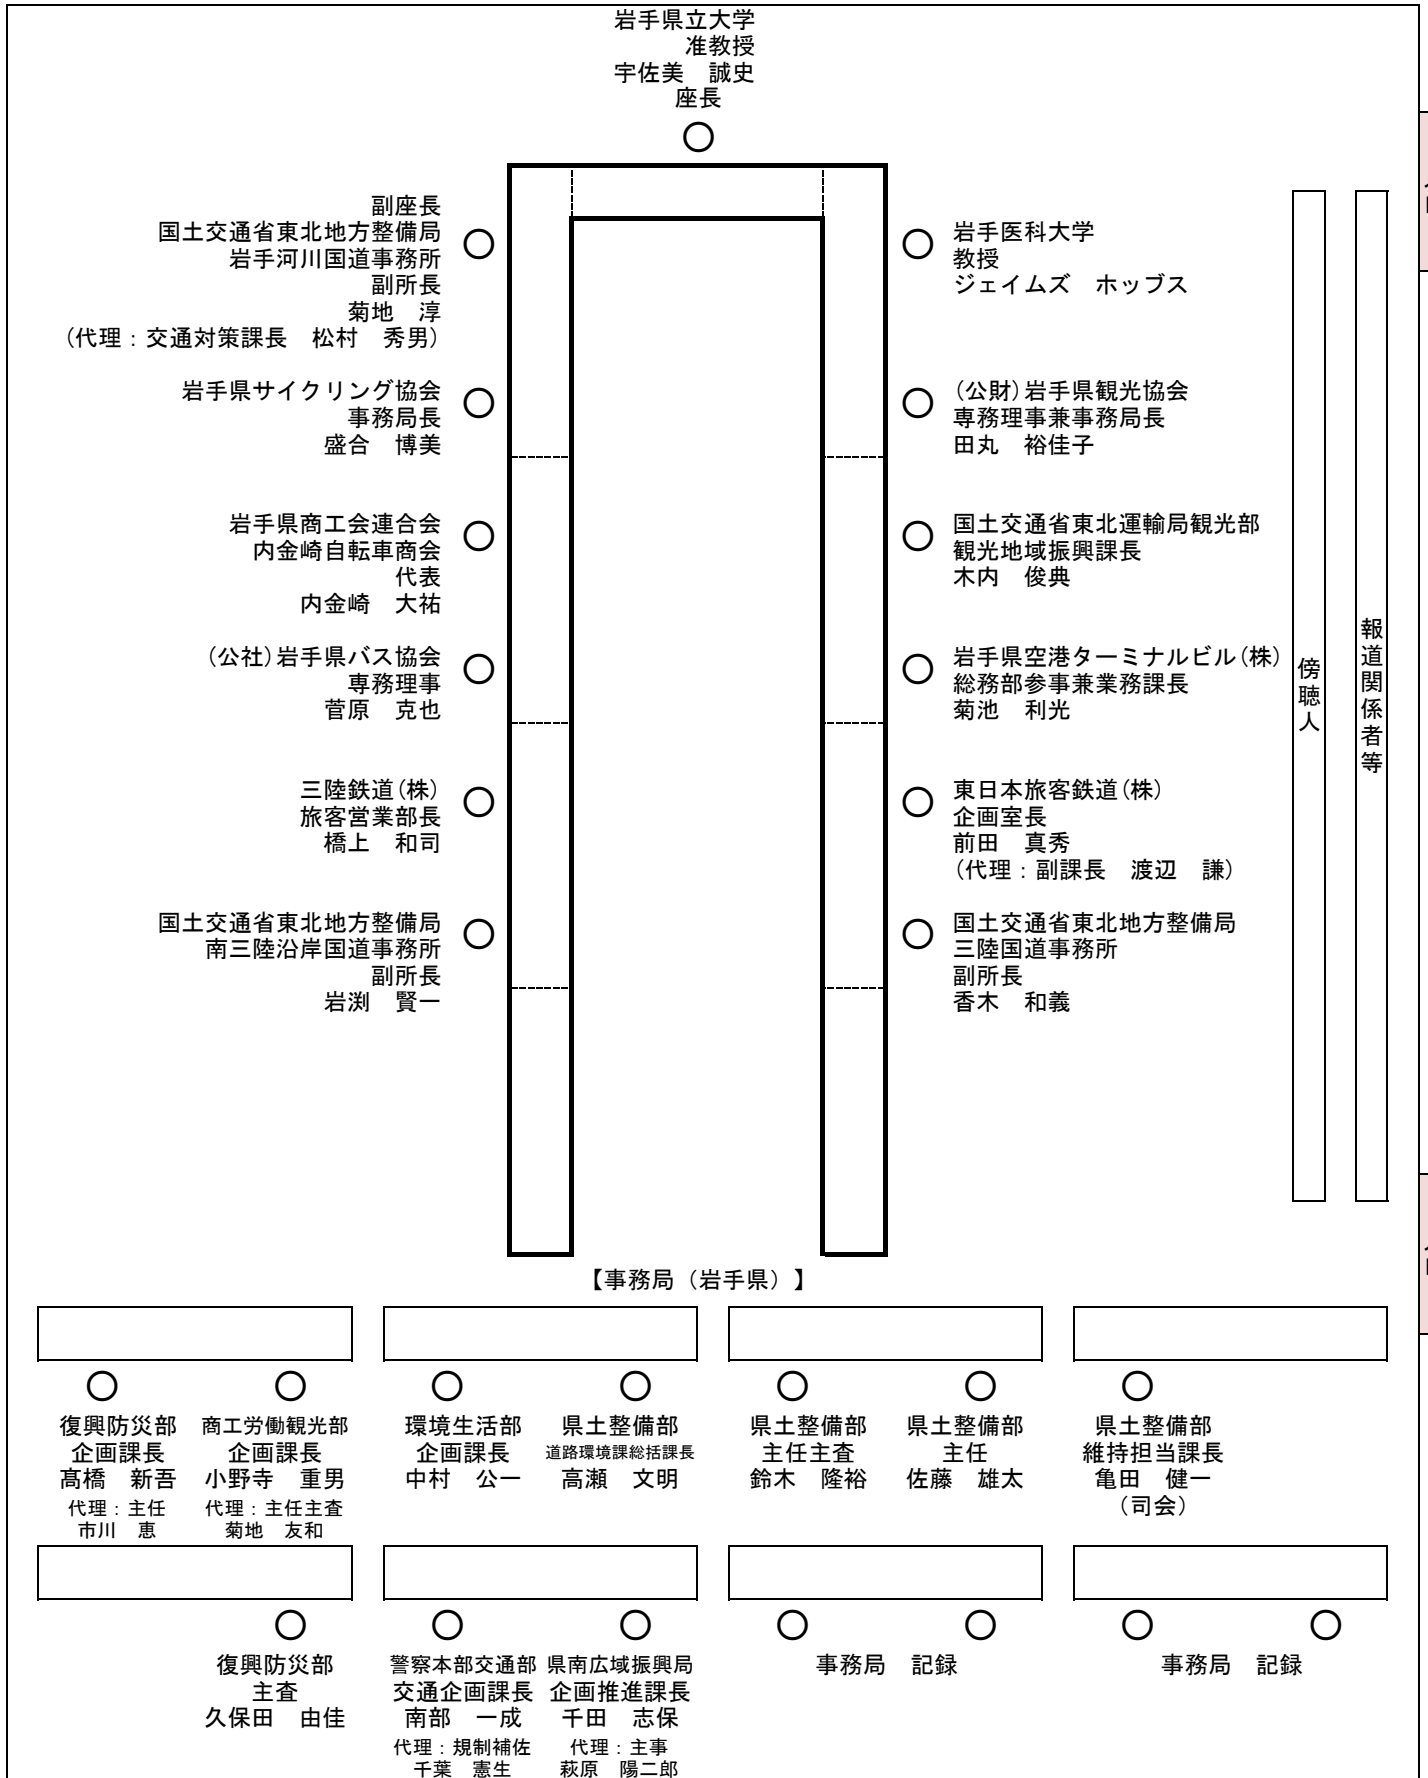 岩手県立大学
准教授
宇佐美　誠史
座長
副座長
国土交通省東北地方整備局
岩手河川国道事務所
副所長
菊地　淳
（代理：交通対策課長　松村　秀男）
岩手県サイクリング協会
事務局長
盛合　博美
岩手県商工会連合会
内金崎自転車商会
代表
内金崎　大祐
（公社）岩手県バス協会
専務理事
菅原　克也
三陸鉄道（株）
旅客営業部長
橋上　和司
国土交通省東北地方整備局
南三陸沿岸国道事務所
副所長
岩渕　賢一
岩手医科大学
教授
ジェイムズ　ホッブス
（公財）岩手県観光協会
専務理事兼事務局長
田丸　裕佳子
国土交通省東北運輸局観光部
観光地域振興課長
木内　俊典
岩手県空港ターミナルビル（株）
総務部参事兼業務課長
菊池　利光
東日本旅客鉄道（株）
企画室長
前田　真秀
（代理：副課長　渡辺　謙）
国土交通省東北地方整備局
三陸国道事務所
副所長
香木　和義
傍聴人
報道関係者等
【事務局（岩手県）】
復興防災部
企画課長
髙橋　新吾
代理：主任
市川　恵
商工労働観光部
企画課長
小野寺　重男
代理：主任主査
菊地　友和
環境生活部
企画課長
中村　公一
県土整備部
道路環境課総括課長
高瀬　文明
県土整備部
主任主査
鈴木　隆裕
県土整備部
主任
佐藤　雄太
県土整備部
維持担当課長
亀田　健一
（司会）
復興防災部
主査
久保田　由佳
警察本部交通部
交通企画課長
南部　一成
代理：規制補佐
千葉　憲生
県南広域振興局
企画推進課長
千田　志保
代理：主事
萩原　陽二郎
事務局　記録
事務局　記録